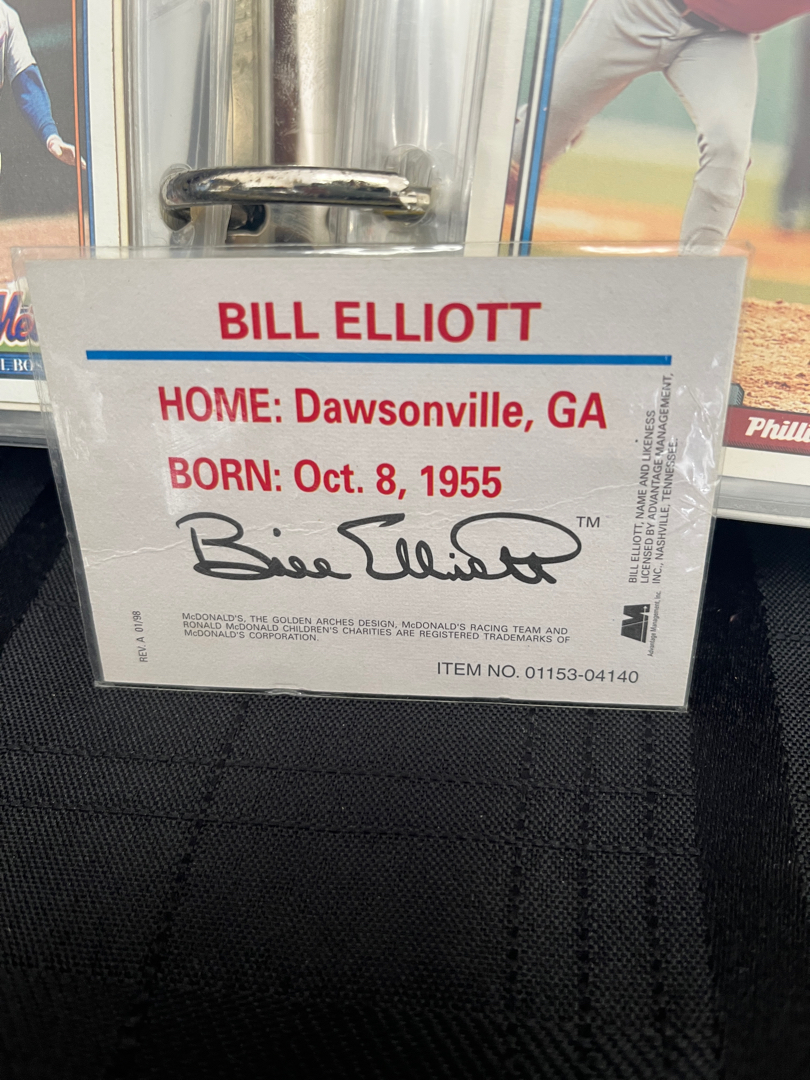 BILL ELLIOTT
HOME: Dawsonville, GA
BORN: Oct. 8, 1955
Bill Elliott TM
McDONALD'S, THE GOLDEN ARCHES DESIGN, McDONALD'S RACING TEAM AND
RONALD McDONALD CHILDREN'S CHARITIES ARE REGISTERED TRADEMARKS OF
McDONALD'S CORPORATION.
ITEM NO. 01153-04140
REV. A 01/98
BILL ELLIOTT, NAME AND LIKENESS
LICENSED BY ADVANTAGE MANAGEMENT,
INC., NASHVILLE, TENNESSEE.
Advantage Management, Inc.